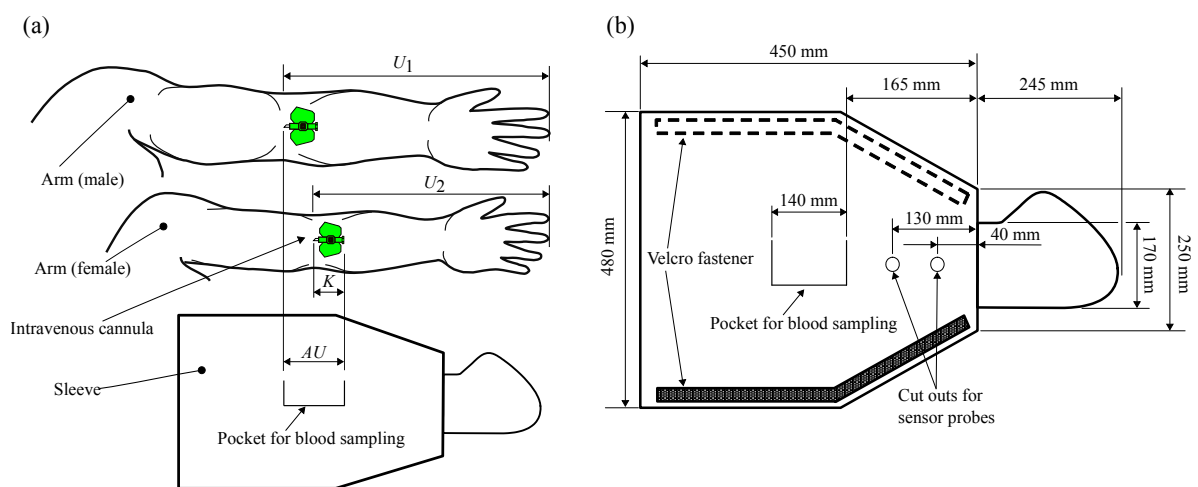 (a)
U1
Arm (male)
U2
Arm (female)
K
Intravenous cannula
AU
Sleeve
Pocket for blood sampling
(b)
450 mm
165 mm
245 mm
140 mm
130 mm
40 mm
480 mm
Velcro fastener
170 mm
250 mm
Pocket for blood sampling
Cut outs for
sensor probes